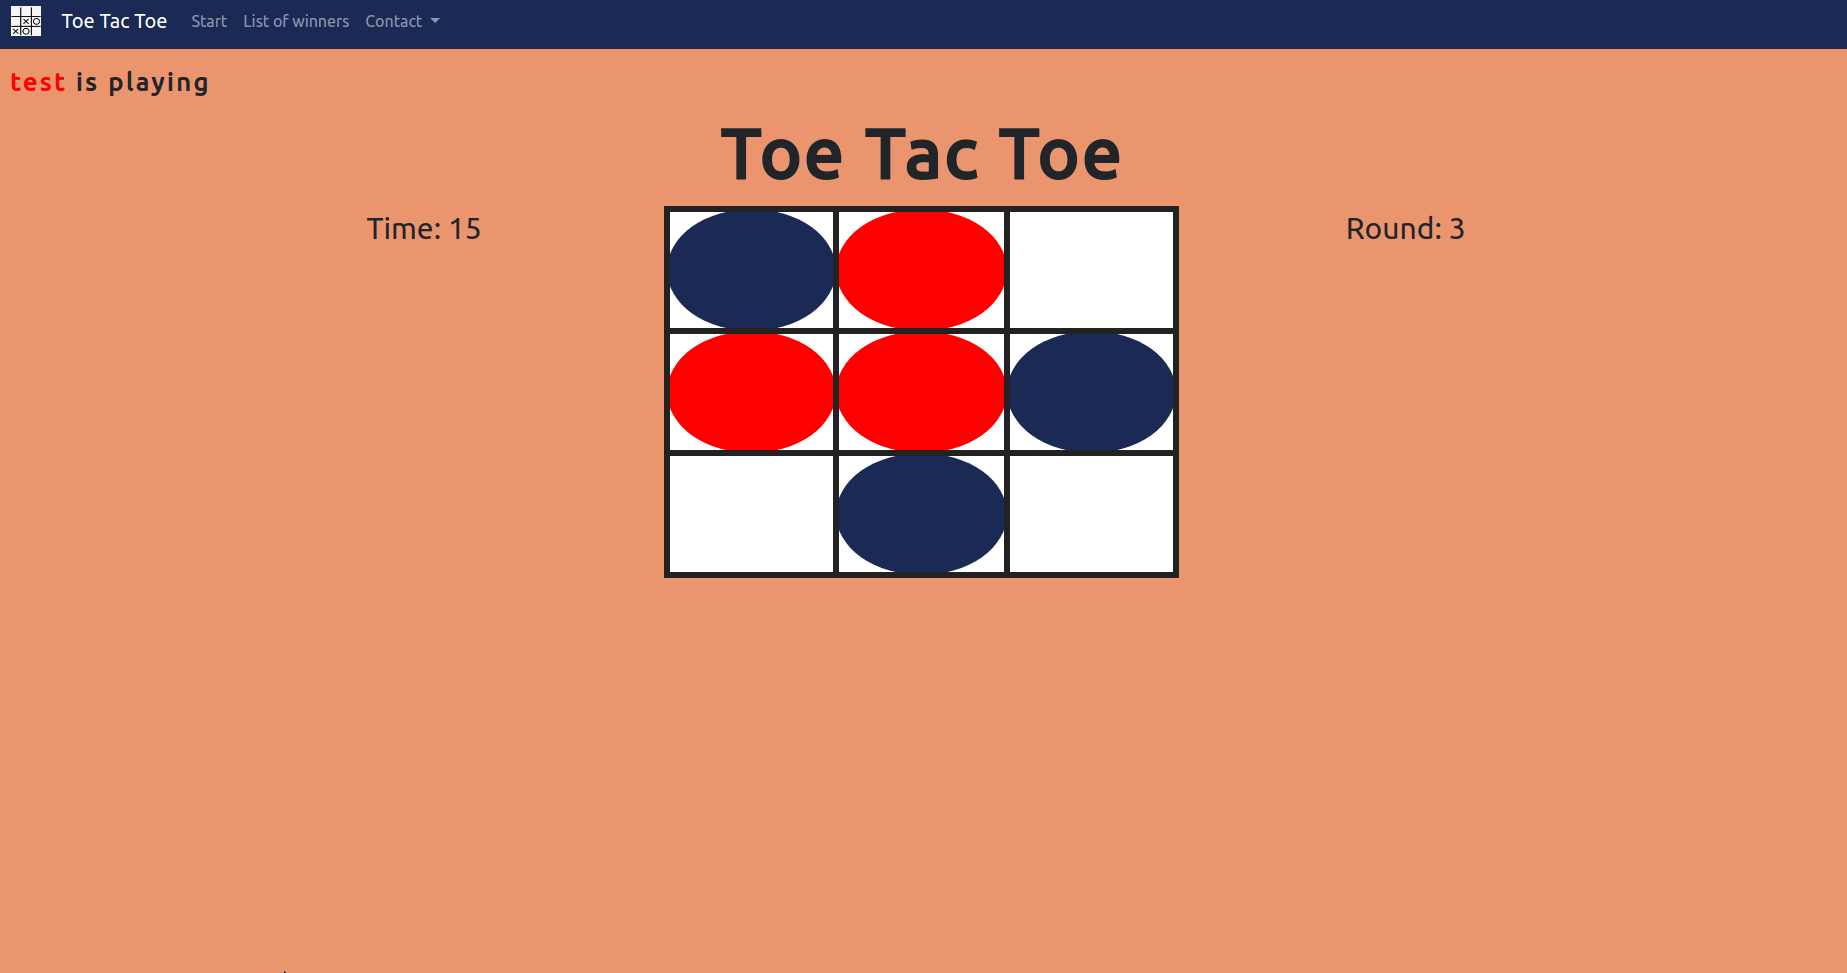 Toe Tac Toe Start List of winners Contact
test is playing
Toe Tac Toe
Time: 15
Round: 3